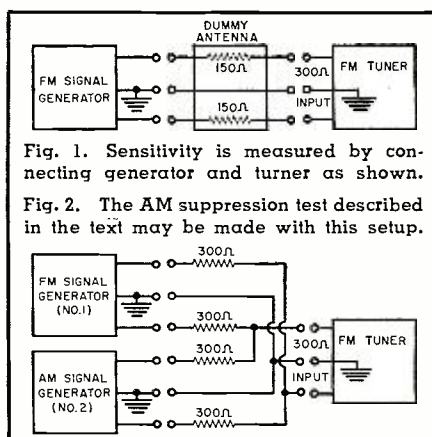 DUMMY
ANTENNA
FM SIGNAL
GENERATOR
150Ω
150Ω
300Ω
INPUT
FM TUNER
Fig. 1. Sensitivity is measured by con-
necting generator and turner as shown.
Fig. 2. The AM suppression test described
in the text may be made with this setup.
FM SIGNAL
GENERATOR
(NO.1)
300Ω
300Ω
AM SIGNAL
GENERATOR
(NO.2)
300Ω
300Ω
300Ω
INPUT
FM TUNER